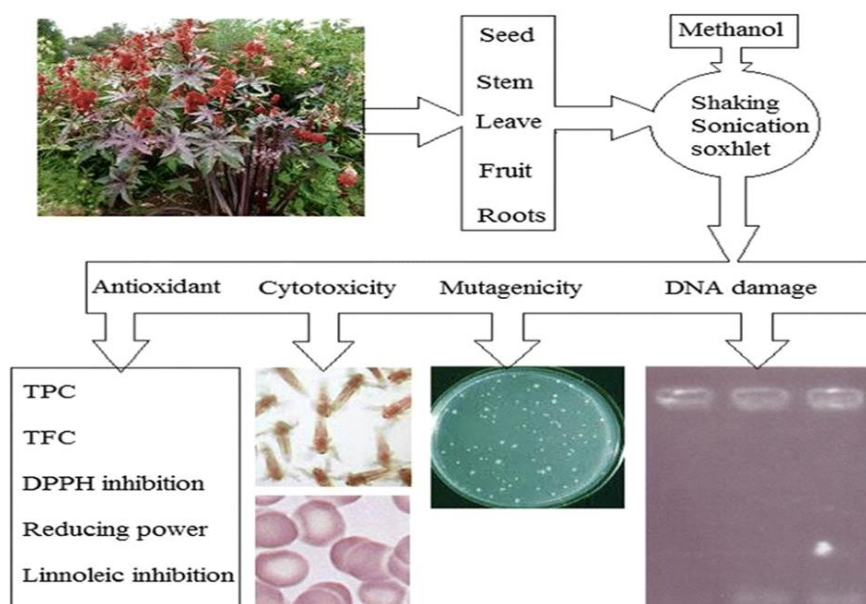 Seed
Stem
Leave
Fruit
Roots
Methanol
Shaking
Sonication
soxhlet
Antioxidant
Cytotoxicity
Mutagenicity
DNA damage
TPC
TFC
DPPH inhibition
Reducing power
Linnoleic inhibition